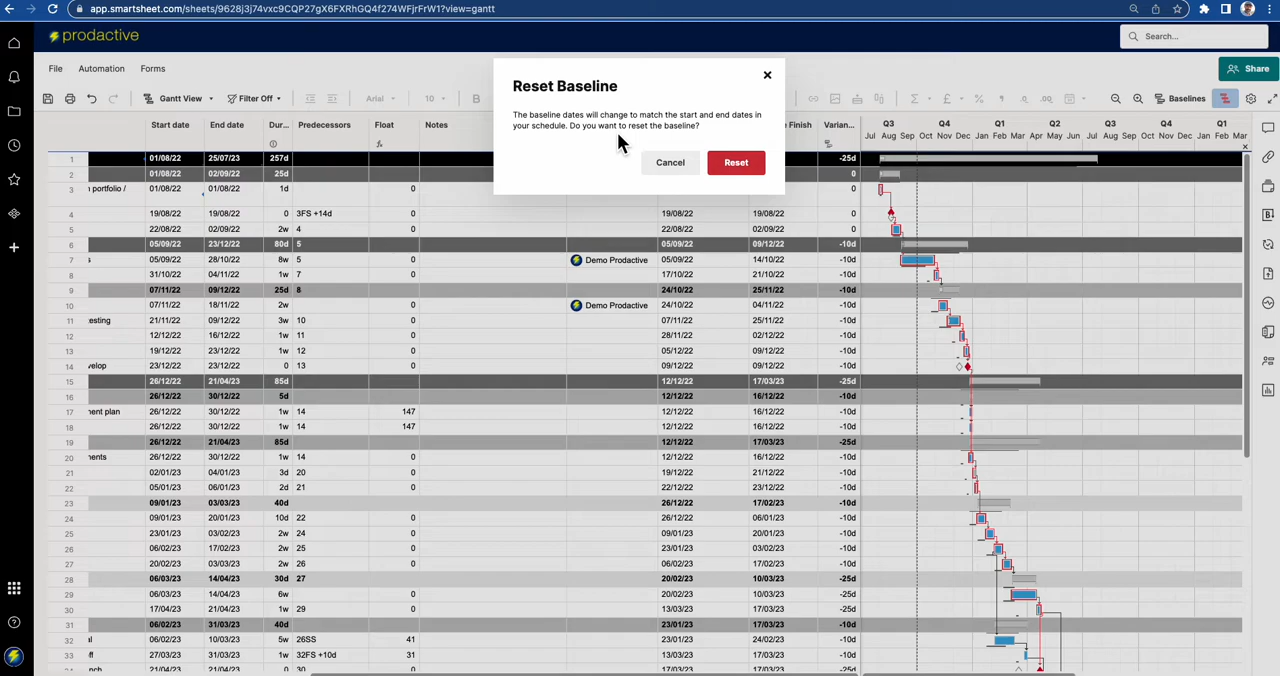 app.smartsheet.com/sheets/9628j3j74vxc9CQP27gX6FXRhGQ4f274WFjrFrW1?view=gantt
prodactive
Search...
File Automation Forms
Share
Gantt View Filter Off Arial 10 B Baselines
Reset Baseline
The baseline dates will change to match the start and end dates in
your schedule. Do you want to reset the baseline?
Cancel Reset
Start date End date Dur... Predecessors Float Notes Finish Varian...
Q3 Q4 Q1 Q2 Q3 Q4 Q1
Jul Aug Sep Oct Nov Dec Jan Feb Mar Apr May Jun Jul Aug Sep Oct Nov Dec Jan Feb Mar
1 01/08/22 25/07/23 257d -25d
2 01/08/22 02/09/22 25d 0
3 portfolio / 01/08/22 01/08/22 1d 0 01/08/22 01/08/22 0
4 19/08/22 19/08/22 0 3FS +14d 0 19/08/22 19/08/22 0
5 22/08/22 02/09/22 2w 4 0 22/08/22 02/09/22 0
6 05/09/22 23/12/22 80d 5 05/09/22 09/12/22 -10d
7 s 05/09/22 28/10/22 8w 5 0 Demo Prodactive 05/09/22 14/10/22 -10d
8 31/10/22 04/11/22 1w 7 0 17/10/22 21/10/22 -10d
9 07/11/22 09/12/22 25d 8 24/10/22 25/11/22 -10d
10 07/11/22 18/11/22 2w 0 Demo Prodactive 24/10/22 04/11/22 -10d
11 testing 21/11/22 09/12/22 3w 10 0 07/11/22 25/11/22 -10d
12 12/12/22 16/12/22 1w 11 0 28/11/22 02/12/22 -10d
13 19/12/22 23/12/22 1w 12 0 05/12/22 09/12/22 -10d
14 velop 23/12/22 23/12/22 0 13 0 09/12/22 09/12/22 -10d
15 26/12/22 21/04/23 85d 12/12/22 17/03/23 -25d
16 26/12/22 30/12/22 5d 12/12/22 16/12/22 -10d
17 ment plan 26/12/22 30/12/22 1w 14 147 12/12/22 16/12/22 -10d
18 26/12/22 30/12/22 1w 14 147 12/12/22 16/12/22 -10d
19 26/12/22 21/04/23 85d 12/12/22 17/03/23 -25d
20 ments 26/12/22 30/12/22 1w 14 0 12/12/22 16/12/22 -10d
21 02/01/23 04/01/23 3d 20 0 19/12/22 21/12/22 -10d
22 05/01/23 06/01/23 2d 21 0 22/12/22 23/12/22 -10d
23 09/01/23 03/03/23 40d 26/12/22 17/02/23 -10d
24 09/01/23 20/01/23 10d 22 0 26/12/22 06/01/23 -10d
25 23/01/23 03/02/23 2w 24 0 09/01/23 20/01/23 -10d
26 06/02/23 17/02/23 2w 25 0 23/01/23 03/02/23 -10d
27 20/02/23 03/03/23 2w 26 0 06/02/23 17/02/23 -10d
28 06/03/23 14/04/23 30d 27 20/02/23 10/03/23 -25d
29 06/03/23 14/04/23 6w 0 20/02/23 10/03/23 -25d
30 17/04/23 21/04/23 1w 29 0 13/03/23 17/03/23 -25d
31 06/02/23 31/03/23 40d 23/01/23 17/03/23 -10d
32 al 06/02/23 10/03/23 5w 26SS 41 23/01/23 24/02/23 -10d
33 ff 27/03/23 31/03/23 1w 32FS +10d 31 13/03/23 17/03/23 -10d
nch 21/04/23 21/04/23 0 30 0 17/03/23 17/03/23 -25d